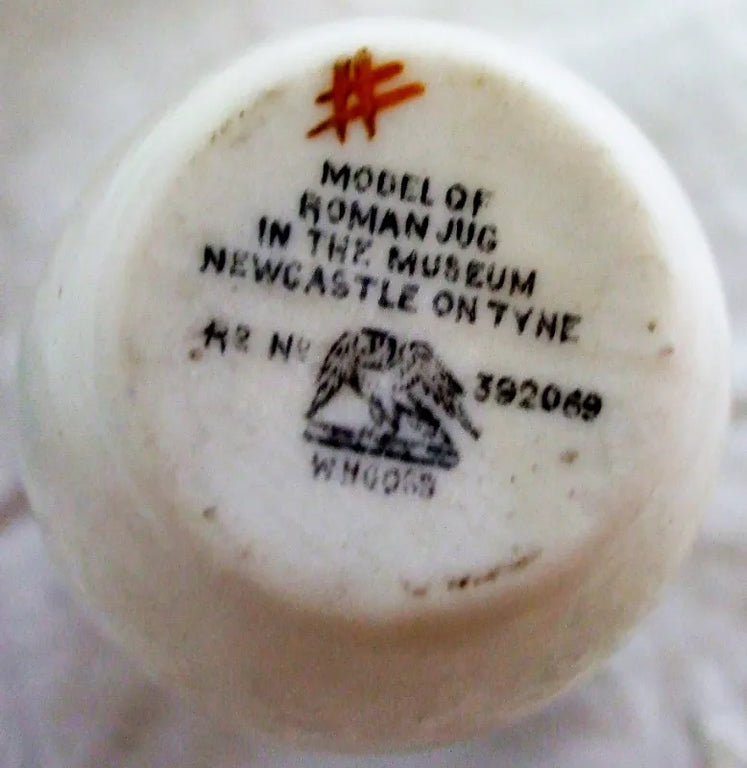 #
MODEL OF
ROMAN JUG
IN THE MUSEUM
NEWCASTLE ON TYNE
Rᴰ Nº 392069
W H GOSS